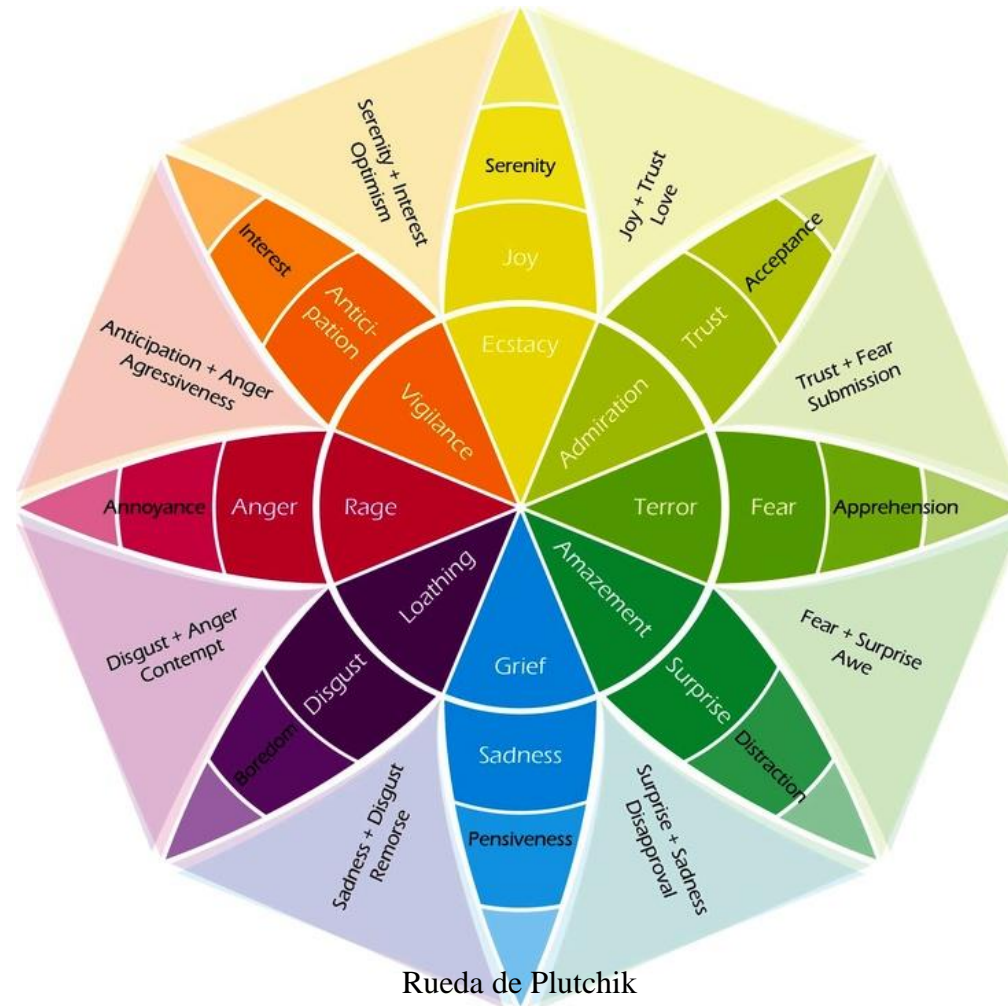 Serenity + Interest
Optimism
Serenity
Joy
Ecstacy
Joy + Trust
Love
Acceptance
Trust
Admiration
Trust + Fear
Submission
Terror
Fear
Apprehension
Fear + Surprise
Awe
Amazement
Surprise
Distraction
Surprise + Sadness
Disapproval
Grief
Sadness
Pensiveness
Sadness + Disgust
Remorse
Loathing
Disgust
Boredom
Disgust + Anger
Contempt
Rage
Anger
Annoyance
Anticipation + Anger
Agressiveness
Vigilance
Antici-
pation
Interest
Rueda de Plutchik